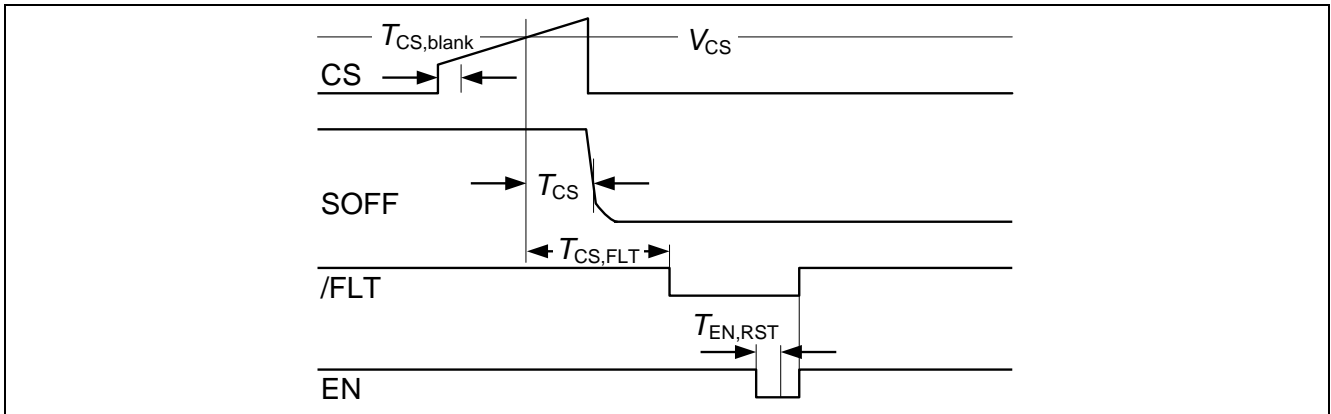 T_CS,blank
V_CS
CS
T_CS
SOFF
T_CS,FLT
/FLT
T_EN,RST
EN